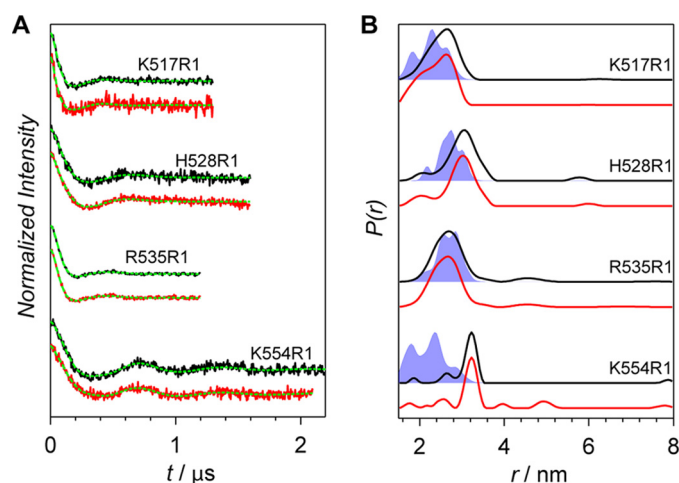 A
Normalized Intensity
K517R1
H528R1
R535R1
K554R1
0
1
2
t / μs
B
P(r)
K517R1
H528R1
R535R1
K554R1
2
4
6
8
r / nm